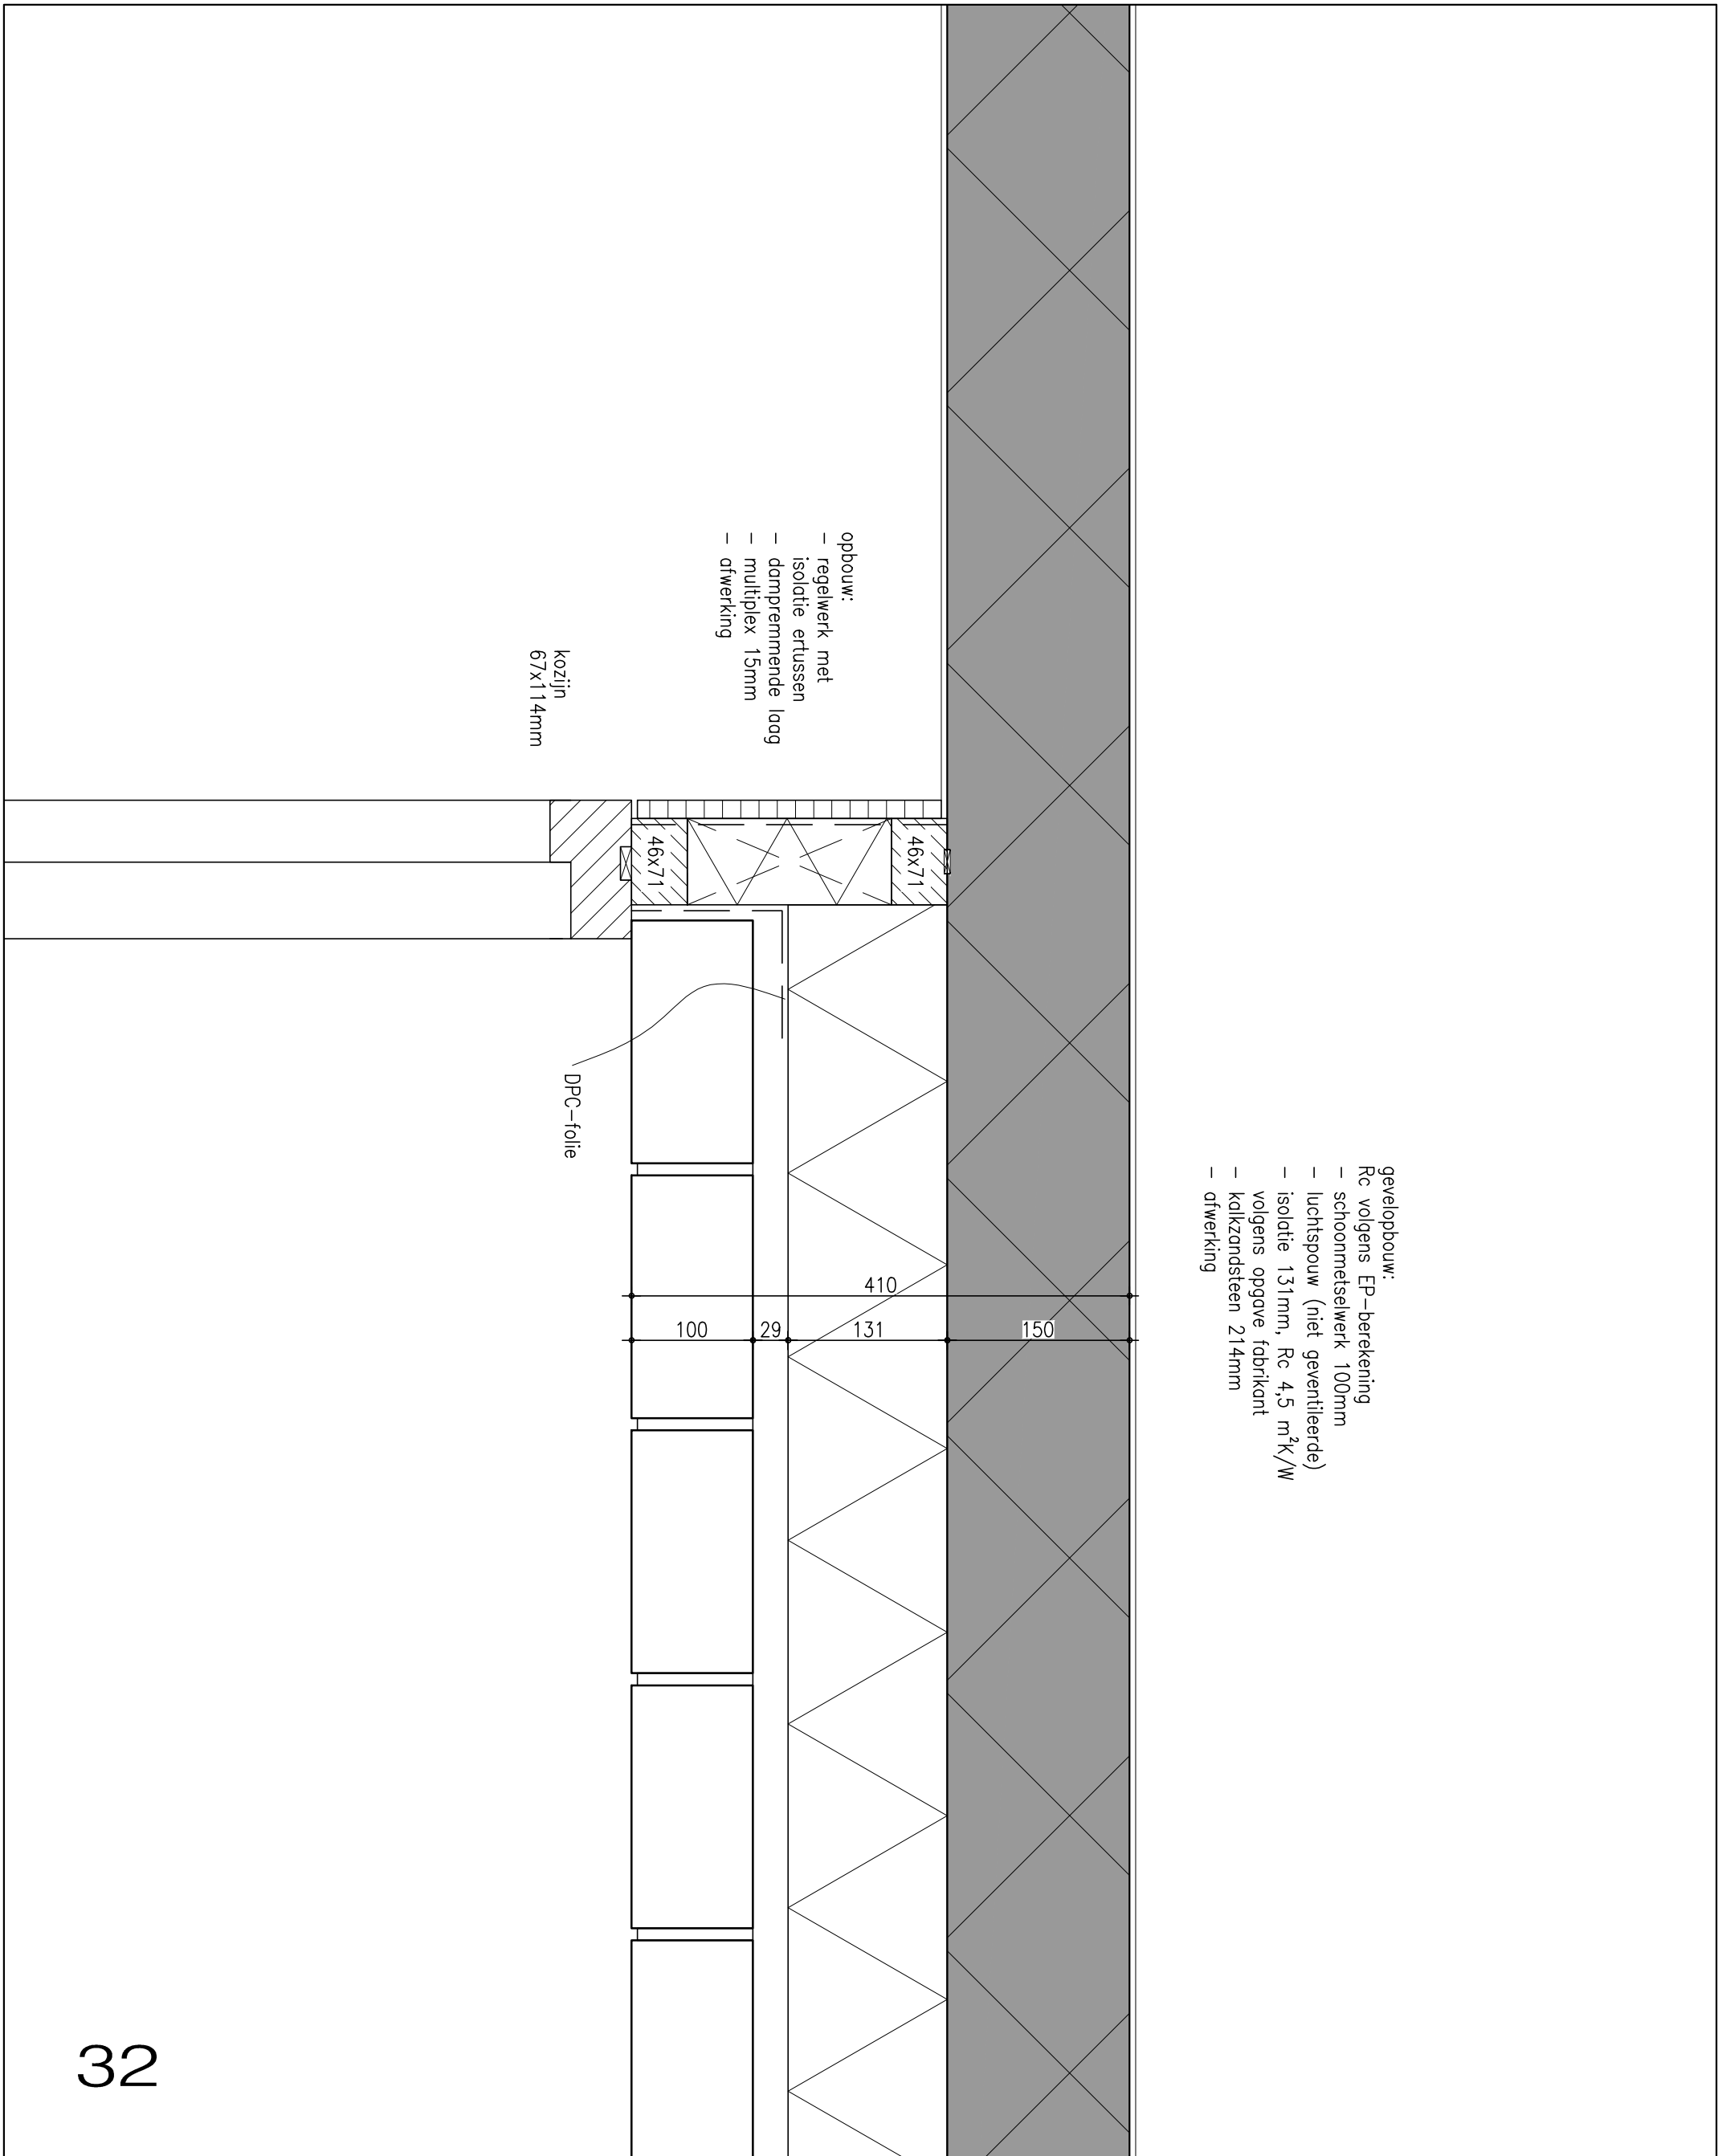 opbouw:
- regelwerk met
isolatie ertussen
- dampremmende laag
- multiplex 15mm
- afwerking
kozijn
67x114mm
46x71
46x71
DPC-folie
gevelopbouw:
Rc volgens EP-berekening
- schoonmetselwerk 100mm
- luchtspouw (niet geventileerde)
- isolatie 131mm, Rc 4,5 m²K/W
volgens opgave fabrikant
- kalkzandsteen 214mm
- afwerking
410
100
29
131
150
32